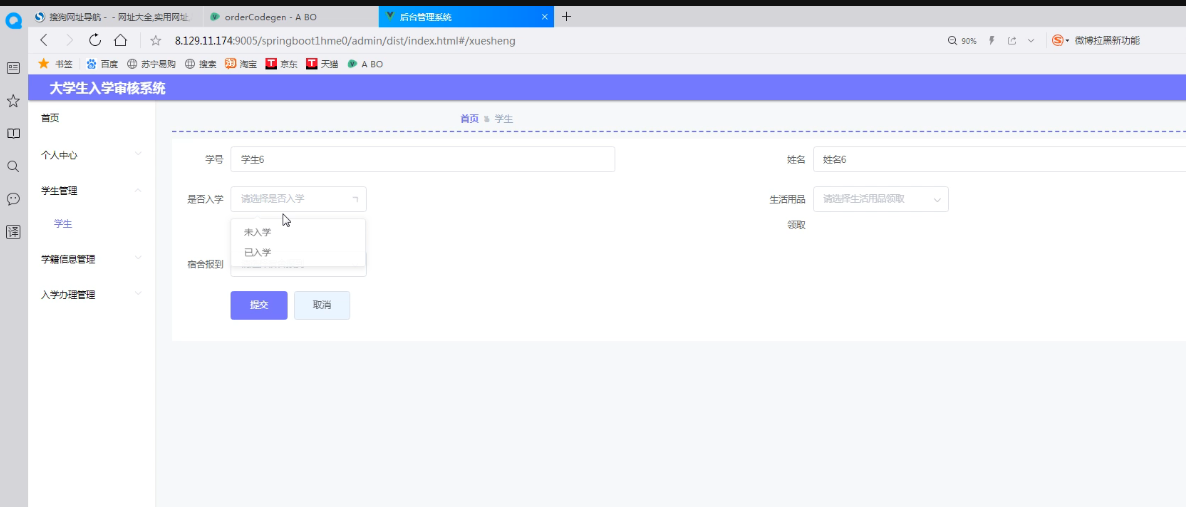 搜狗网址导航 - - 网址大全,实用网址
orderCodegen - A BO
后台管理系统
8.129.11.174:9005/springboot1hme0/admin/dist/index.html#/xuesheng
90%
微博拉黑新功能
书签
百度
苏宁易购
搜索
淘宝
京东
天猫
A BO
大学生入学审核系统
首页
个人中心
学生管理
学生
学籍信息管理
入学办理管理
首页 学生
学号 学生6
姓名 姓名6
是否入学 请选择是否入学
生活用品领取 请选择生活用品领取
未入学
已入学
宿舍报到
提交
取消
译